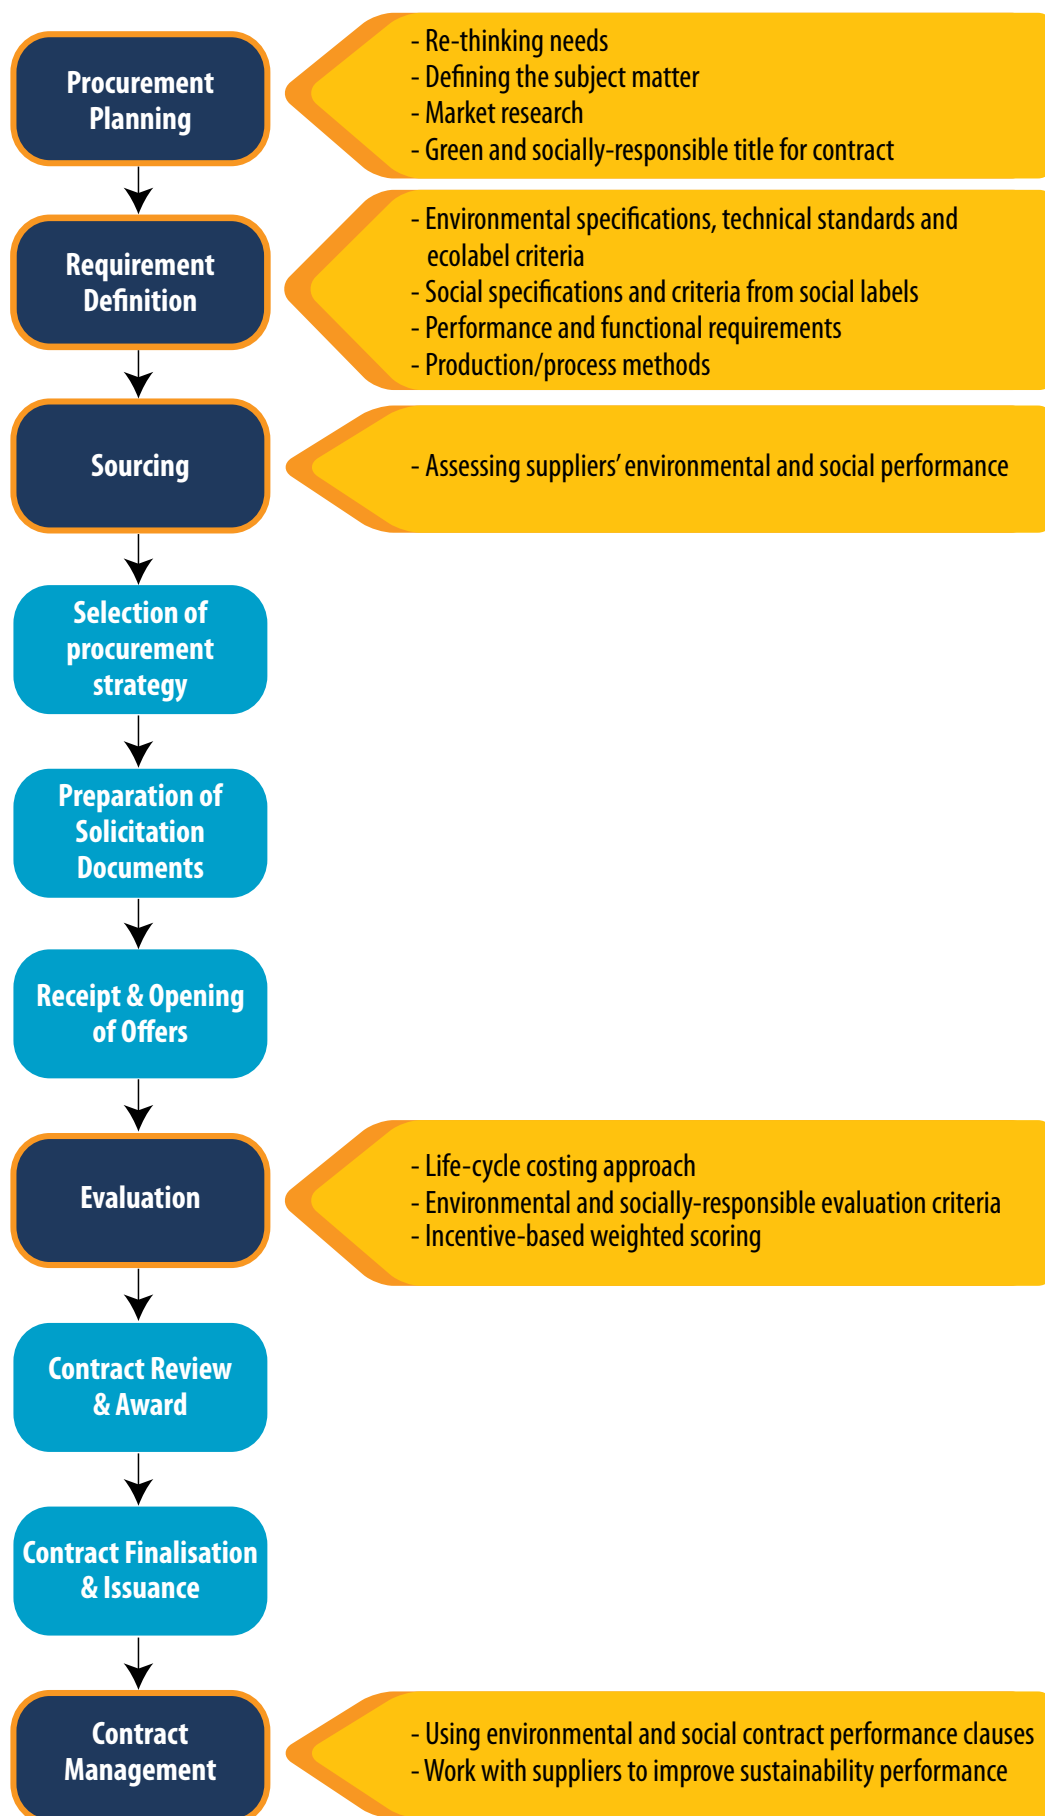 Procurement
Planning
- Re-thinking needs
- Defining the subject matter
- Market research
- Green and socially-responsible title for contract
Requirement
Definition
- Environmental specifications, technical standards and
ecolabel criteria
- Social specifications and criteria from social labels
- Performance and functional requirements
- Production/process methods
Sourcing
- Assessing suppliers’ environmental and social performance
Selection of
procurement
strategy
Preparation of
Solicitation
Documents
Receipt & Opening
of Offers
Evaluation
- Life-cycle costing approach
- Environmental and socially-responsible evaluation criteria
- Incentive-based weighted scoring
Contract Review
& Award
Contract Finalisation
& Issuance
Contract
Management
- Using environmental and social contract performance clauses
- Work with suppliers to improve sustainability performance